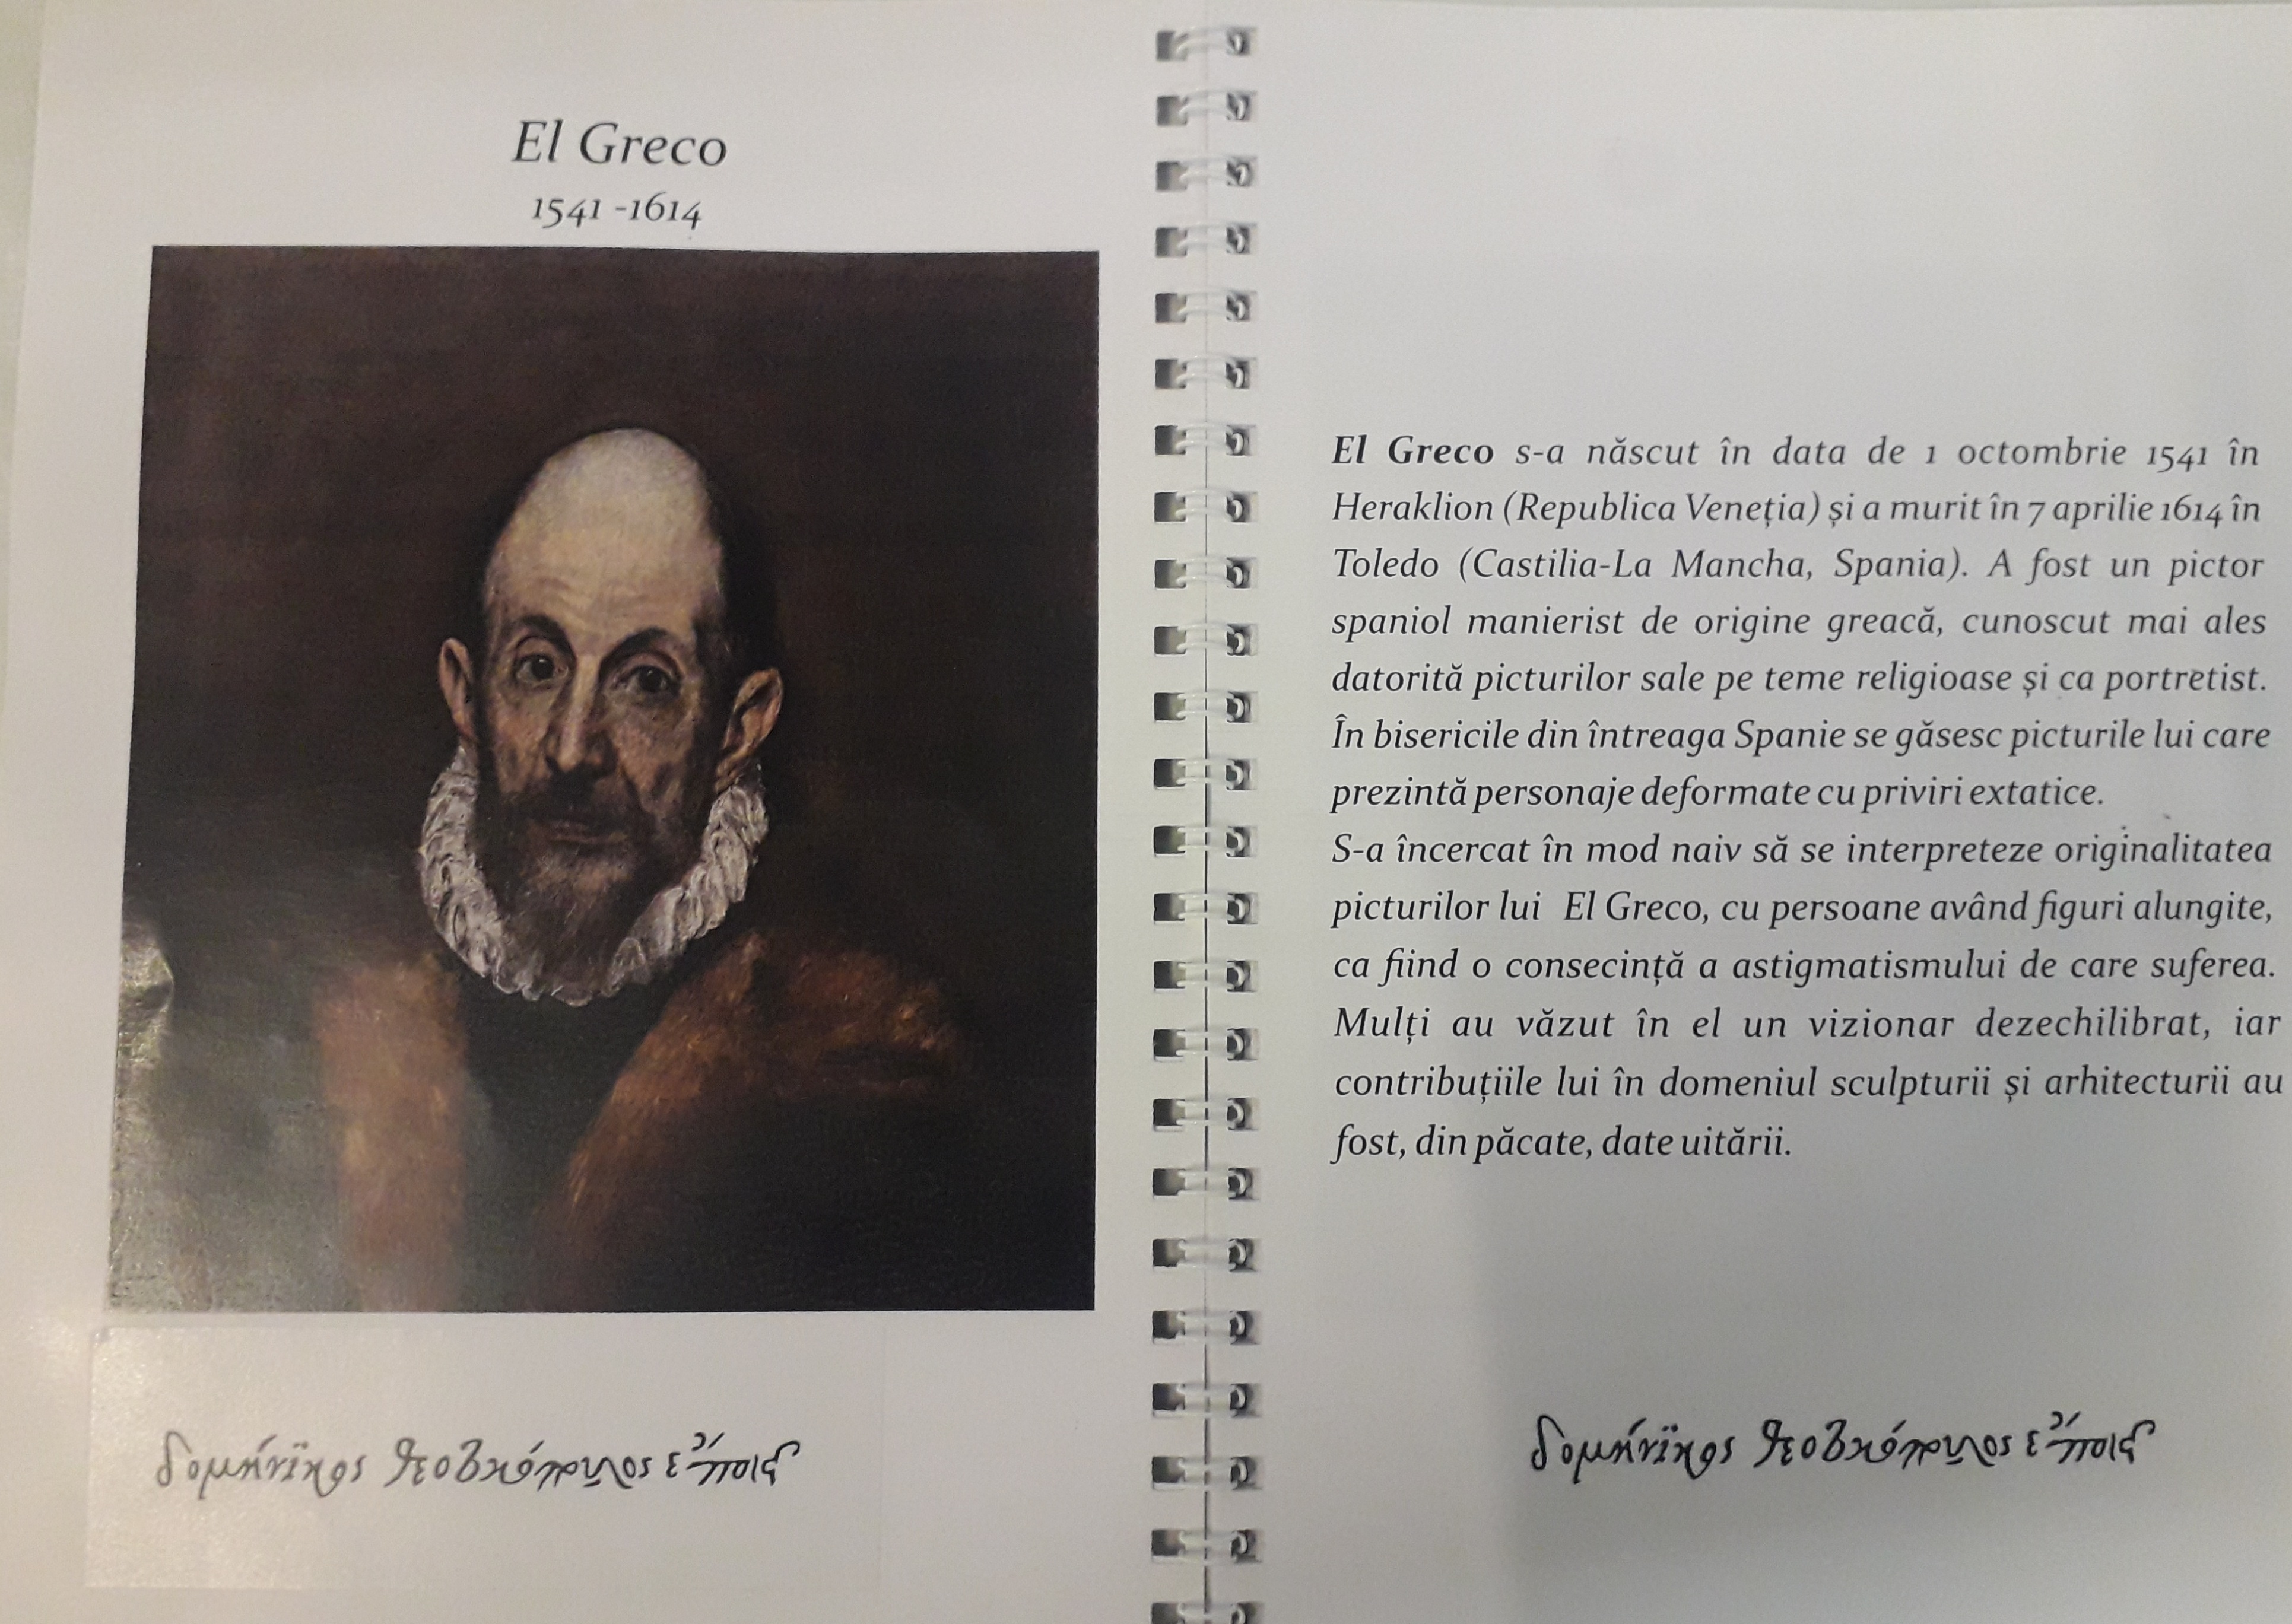 El Greco
1541 -1614
δομήνϊκος θεοτοκόπουλος ἐποίει
El Greco s-a născut în data de 1 octombrie 1541 în
Heraklion (Republica Veneția) și a murit în 7 aprilie 1614 în
Toledo (Castilia-La Mancha, Spania). A fost un pictor
spaniol manierist de origine greacă, cunoscut mai ales
datorită picturilor sale pe teme religioase și ca portretist.
În bisericile din întreaga Spanie se găsesc picturile lui care
prezintă personaje deformate cu priviri extatice.
S-a încercat în mod naiv să se interpreteze originalitatea
picturilor lui El Greco, cu persoane având figuri alungite,
ca fiind o consecință a astigmatismului de care suferea.
Mulți au văzut în el un vizionar dezechilibrat, iar
contribuțiile lui în domeniul sculpturii și arhitecturii au
fost, din păcate, date uitării.
δομήνϊκος θεοτοκόπουλος ἐποίει